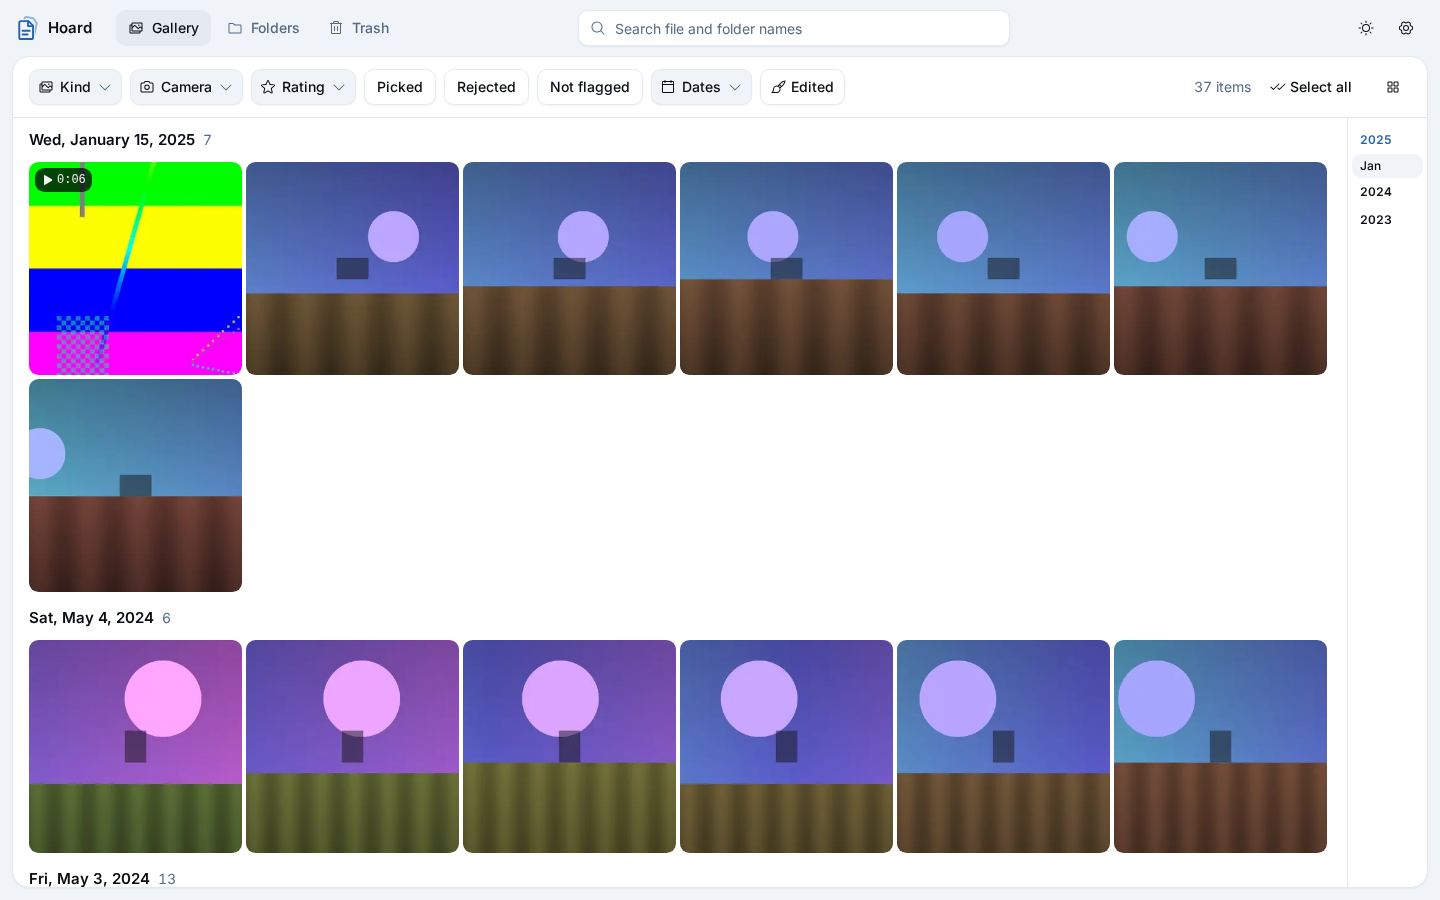 Hoard
Gallery
Folders
Trash
Search file and folder names
Kind
Camera
Rating
Picked
Rejected
Not flagged
Dates
Edited
37 items
Select all
Wed, January 15, 2025 7
0:06
2025
Jan
2024
2023
Sat, May 4, 2024 6
Fri, May 3, 2024 13